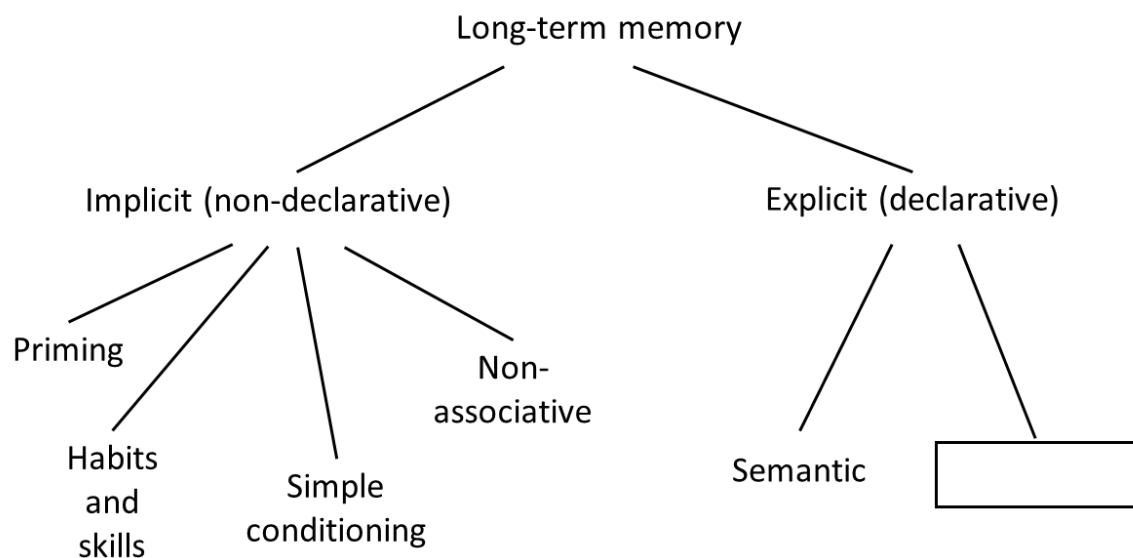 Long-term memory
Implicit (non-declarative)
Explicit (declarative)
Priming
Habits
and
skills
Simple
conditioning
Non-
associative
Semantic